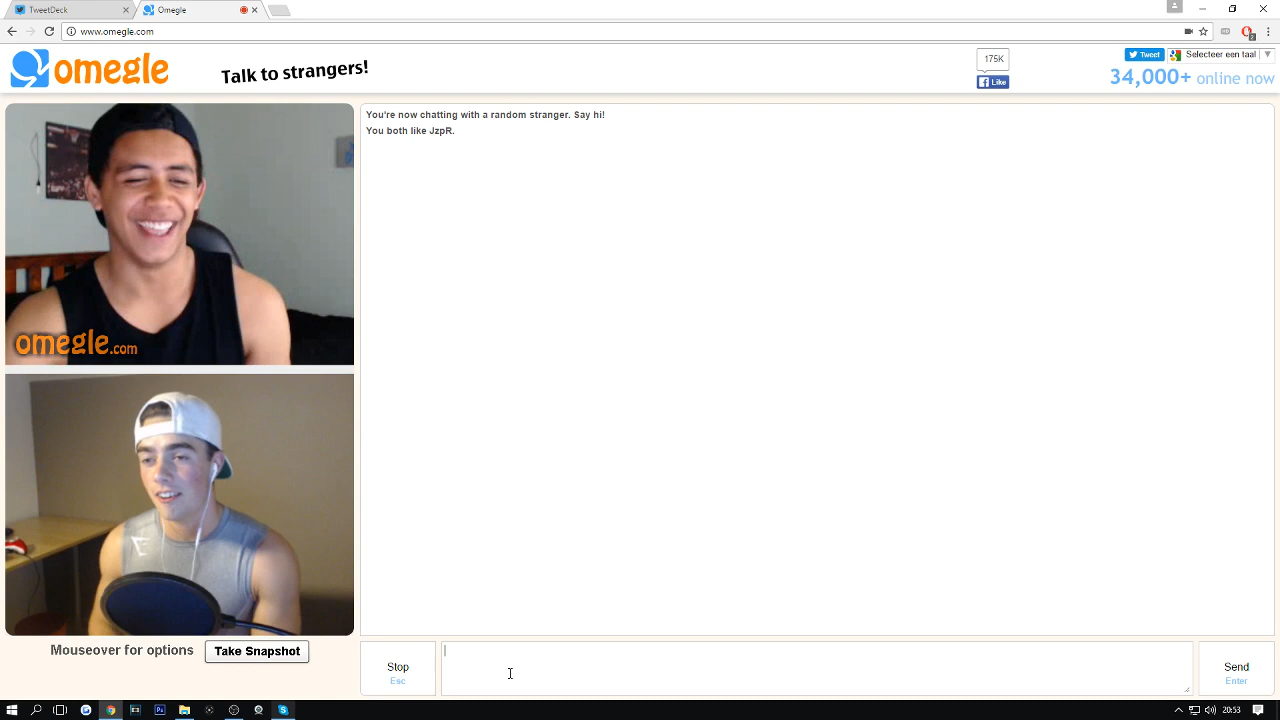 TweetDeck
Omegle
www.omegle.com
omegle
Talk to strangers!
175K
Like
Tweet
Selecteer een taal
34,000+ online now
You're now chatting with a random stranger. Say hi!
You both like JzpR.
omegle.com
Mouseover for options
Take Snapshot
Stop
Esc
Send
Enter
20:53